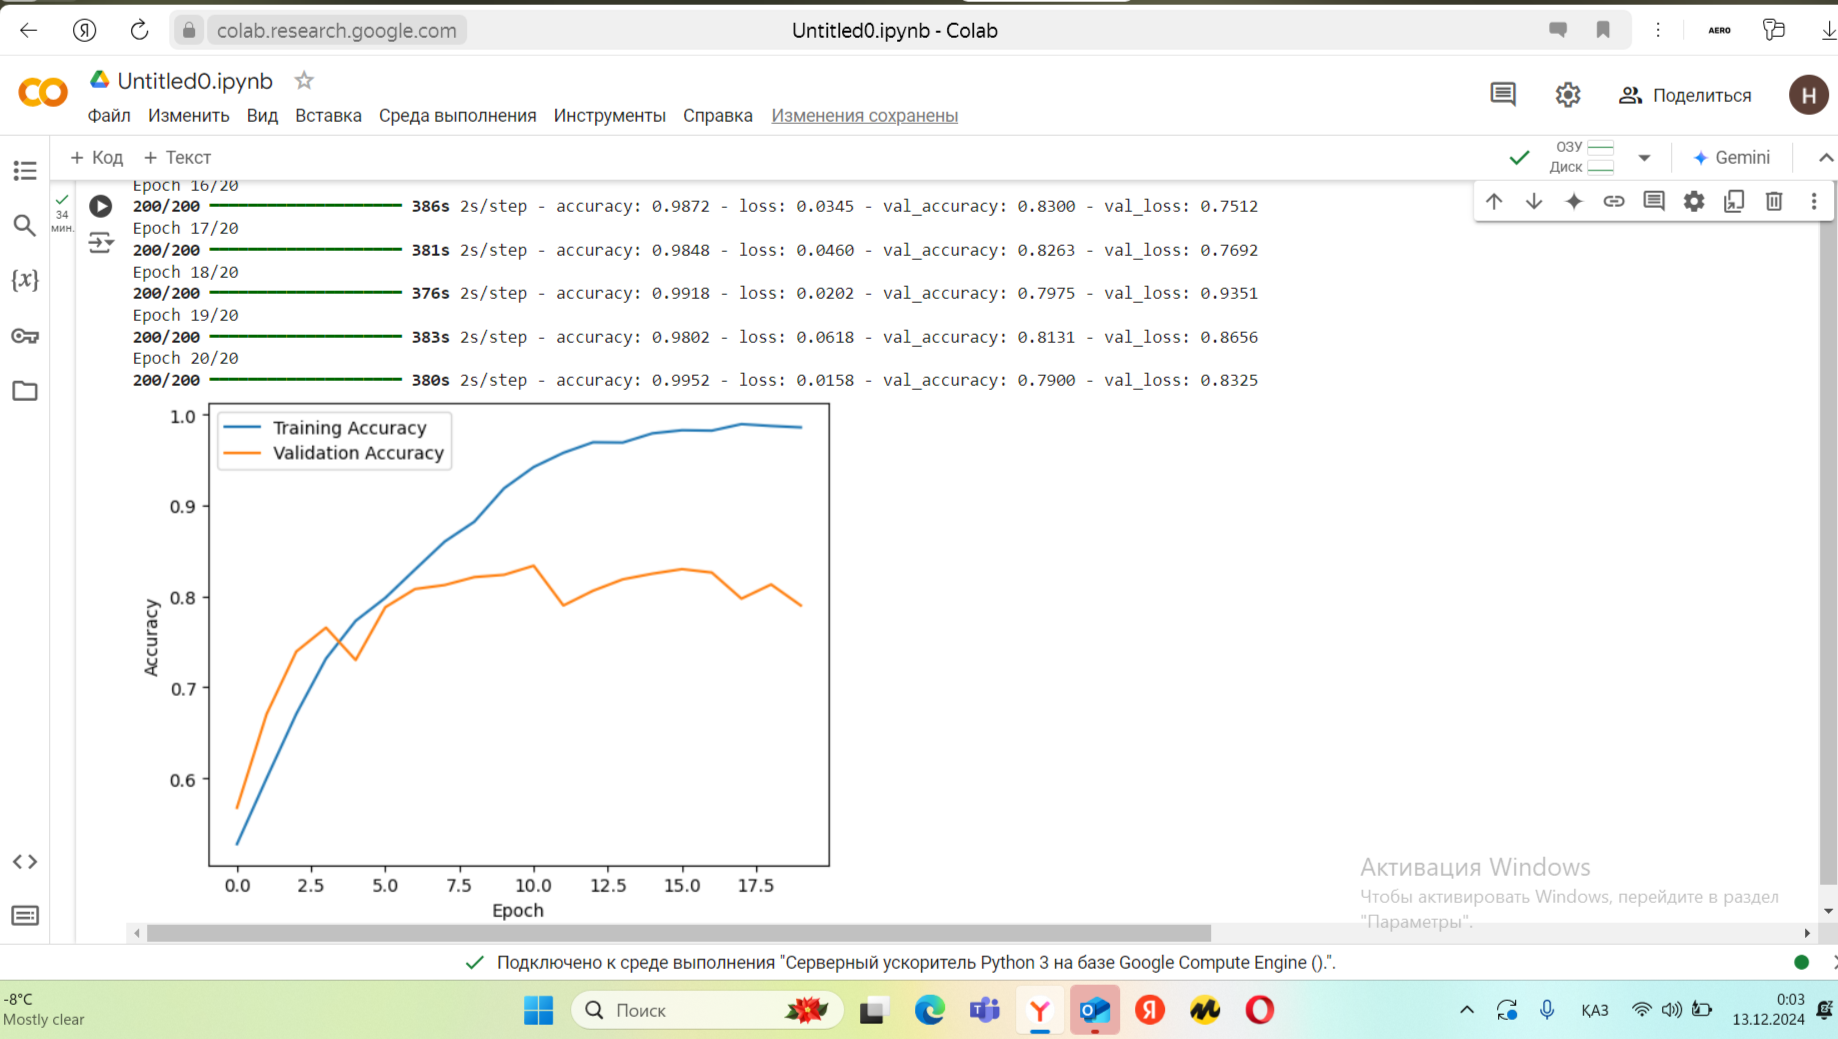 colab.research.google.com
Untitled0.ipynb - Colab
AERO
Untitled0.ipynb
Файл Изменить Вид Вставка Среда выполнения Инструменты Справка Изменения сохранены
Поделиться
H
+ Код + Текст
ОЗУ
Диск
Gemini
34
мин.
Epoch 16/20
200/200 386s 2s/step - accuracy: 0.9872 - loss: 0.0345 - val_accuracy: 0.8300 - val_loss: 0.7512
Epoch 17/20
200/200 381s 2s/step - accuracy: 0.9848 - loss: 0.0460 - val_accuracy: 0.8263 - val_loss: 0.7692
Epoch 18/20
200/200 376s 2s/step - accuracy: 0.9918 - loss: 0.0202 - val_accuracy: 0.7975 - val_loss: 0.9351
Epoch 19/20
200/200 383s 2s/step - accuracy: 0.9802 - loss: 0.0618 - val_accuracy: 0.8131 - val_loss: 0.8656
Epoch 20/20
200/200 380s 2s/step - accuracy: 0.9952 - loss: 0.0158 - val_accuracy: 0.7900 - val_loss: 0.8325
Training Accuracy
Validation Accuracy
1.0
0.9
0.8
0.7
0.6
Accuracy
0.0 2.5 5.0 7.5 10.0 12.5 15.0 17.5
Epoch
Активация Windows
Чтобы активировать Windows, перейдите в раздел
"Параметры".
Подключено к среде выполнения "Серверный ускоритель Python 3 на базе Google Compute Engine ().".
-8°C
Mostly clear
Поиск
ҚАЗ
0:03
13.12.2024